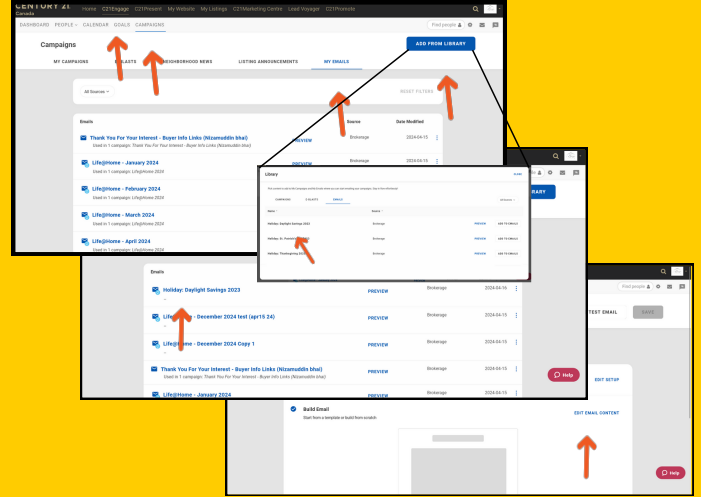 CENTURY 21
Canada
Home C21Engage C21Present My Website My Listings C21Marketing Centre Lead Voyager C21Promote
DASHBOARD PEOPLE CALENDAR GOALS CAMPAIGNS
Find people
Campaigns
ADD FROM LIBRARY
MY CAMPAIGNS NEIGHBORHOOD NEWS LISTING ANNOUNCEMENTS MY EMAILS
All Sources
RESET FILTERS
Emails Source Date Modified
Thank You For Your Interest - Buyer Info Links (Nizamuddin bhai)
Used in 1 campaign: Thank You For Your Interest - Buyer Info Links (Nizamuddin bhai)
PREVIEW Brokerage 2024-04-15
Life@Home - January 2024
Used in 1 campaign: Life@Home 2024
PREVIEW Brokerage 2024-04-15
Life@Home - February 2024
Used in 1 campaign: Life@Home 2024
Life@Home - March 2024
Used in 1 campaign: Life@Home 2024
Life@Home - April 2024
Used in 1 campaign: Life@Home 2024
Library
CAMPAIGNS EMAILS All Sources
Name Source
Holiday: Daylight Savings 2023 Brokerage PREVIEW ADD TO EMAILS
Brokerage PREVIEW ADD TO EMAILS
Holiday: Thanksgiving Brokerage PREVIEW ADD TO EMAILS
RARY
Emails
Holiday: Daylight Savings 2023
PREVIEW Brokerage 2024-04-16
Life@Home - December 2024 test (apr15 24)
PREVIEW Brokerage 2024-04-15
Life@Home - December 2024 Copy 1
PREVIEW Brokerage 2024-04-15
Thank You For Your Interest - Buyer Info Links (Nizamuddin bhai)
Used in 1 campaign: Thank You For Your Interest - Buyer Info Links (Nizamuddin bhai)
PREVIEW Brokerage 2024-04-15
Life@Home - January 2024
PREVIEW Brokerage 2024-04-15
Help
Find people
TEST EMAIL SAVE
EDIT SETUP
Build Email
Start from a template or build from scratch
EDIT EMAIL CONTENT
Help